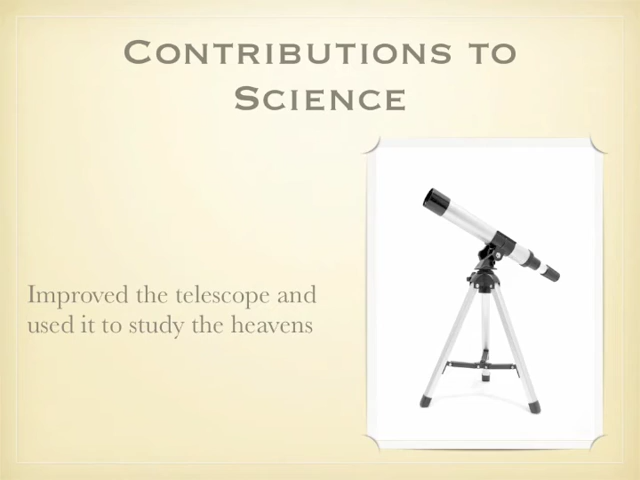 Contributions to
Science
Improved the telescope and
used it to study the heavens